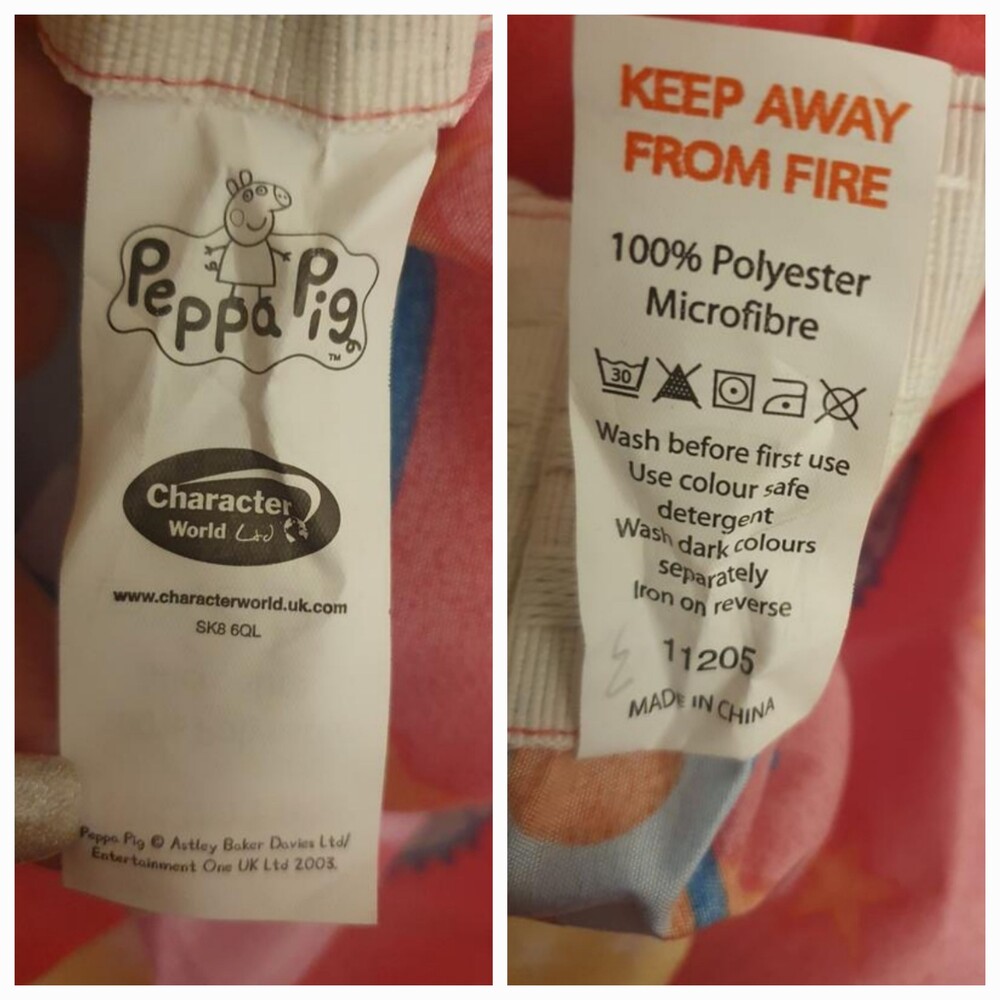 Peppa Pig
TM
Character
World Ltd
www.characterworld.uk.com
SK8 6QL
Peppa Pig © Astley Baker Davies Ltd/
Entertainment One UK Ltd 2003.
KEEP AWAY
FROM FIRE
100% Polyester
Microfibre
30
Wash before first use
Use colour safe
detergent
Wash dark colours
separately
Iron on reverse
11205
MADE IN CHINA